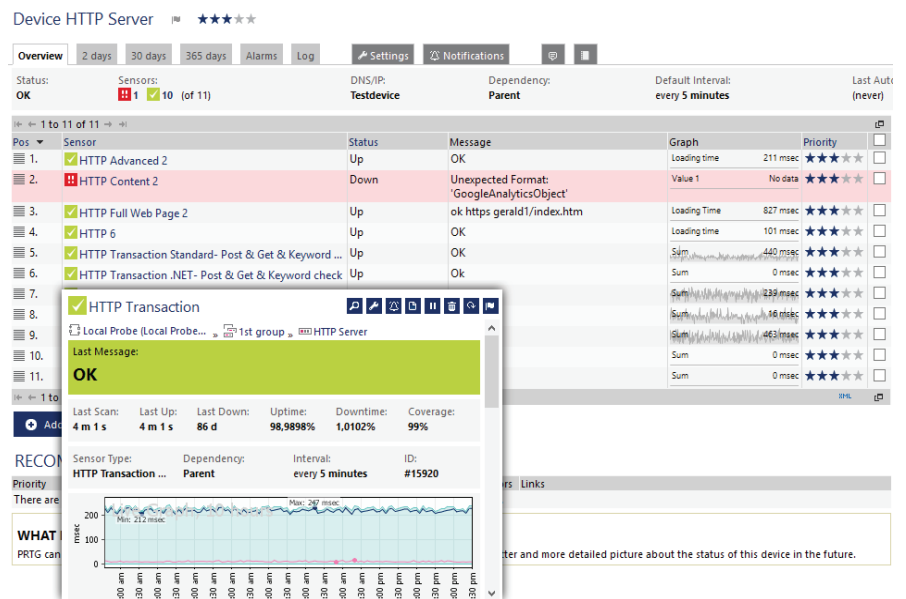 Device HTTP Server
Overview 2 days 30 days 365 days Alarms Log Settings Notifications
Status: Sensors: DNS/IP: Dependency: Default Interval: Last Auto
OK 1 10 (of 11) Testdevice Parent every 5 minutes (never)
1 to 11 of 11
Pos Sensor Status Message Graph Priority
1. HTTP Advanced 2 Up OK Loading time 211 msec
2. HTTP Content 2 Down Unexpected Format: Value 1 No data
'GoogleAnalyticsObject'
3. HTTP Full Web Page 2 Up ok https gerald1/index.htm Loading Time 827 msec
4. HTTP 6 Up OK Loading time 101 msec
5. HTTP Transaction Standard- Post & Get & Keyword ... Up OK Sum 440 msec
6. HTTP Transaction .NET- Post & Get & Keyword check Up Ok Sum 0 msec
7. Sum 239 msec
8. Sum 16 msec
9. Sum 463 msec
10. Sum 0 msec
11. Sum 0 msec
1 to XML
HTTP Transaction
Local Probe (Local Probe... » 1st group » HTTP Server
Last Message:
OK
Last Scan: Last Up: Last Down: Uptime: Downtime: Coverage:
4 m 1 s 4 m 1 s 86 d 98,9898% 1,0102% 99%
Sensor Type: Dependency: Interval: ID:
HTTP Transaction ... Parent every 5 minutes #15920
Max: 247 msec
Min: 212 msec
msec
200
100
0
Add
RECO
Priority Links
There are
WHAT
PRTG can
and more detailed picture about the status of this device in the future.